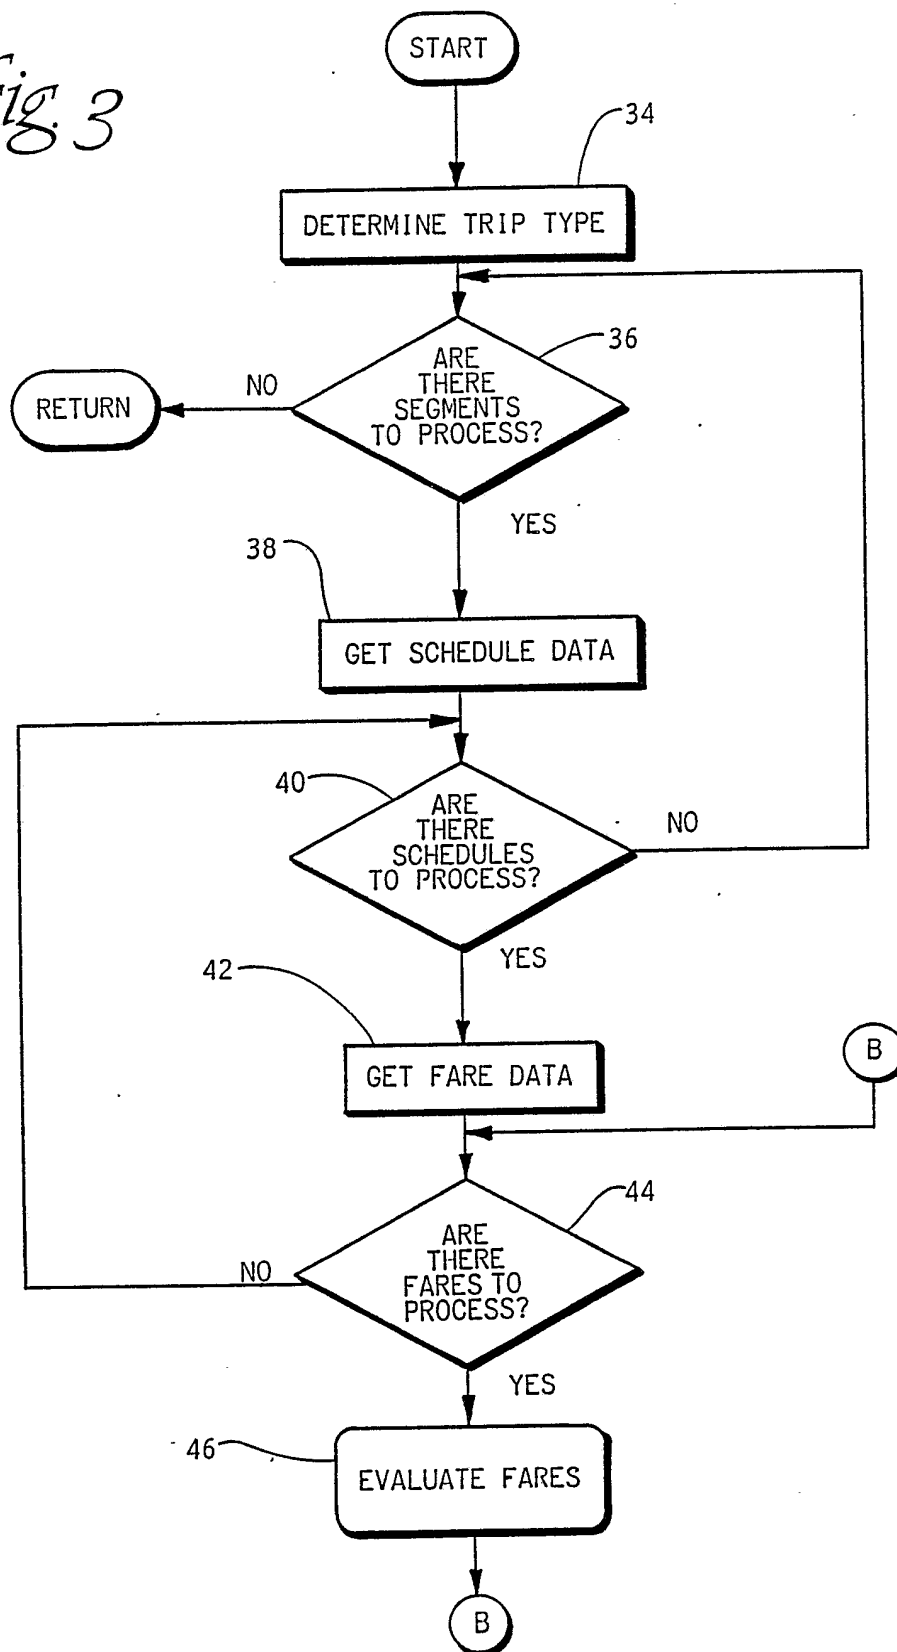 Fig. 3
START
34
DETERMINE TRIP TYPE
36
ARE
THERE
SEGMENTS
TO PROCESS?
NO
RETURN
YES
38
GET SCHEDULE DATA
40
ARE
THERE
SCHEDULES
TO PROCESS?
NO
YES
42
GET FARE DATA
B
44
ARE
THERE
FARES TO
PROCESS?
NO
YES
46
EVALUATE FARES
B